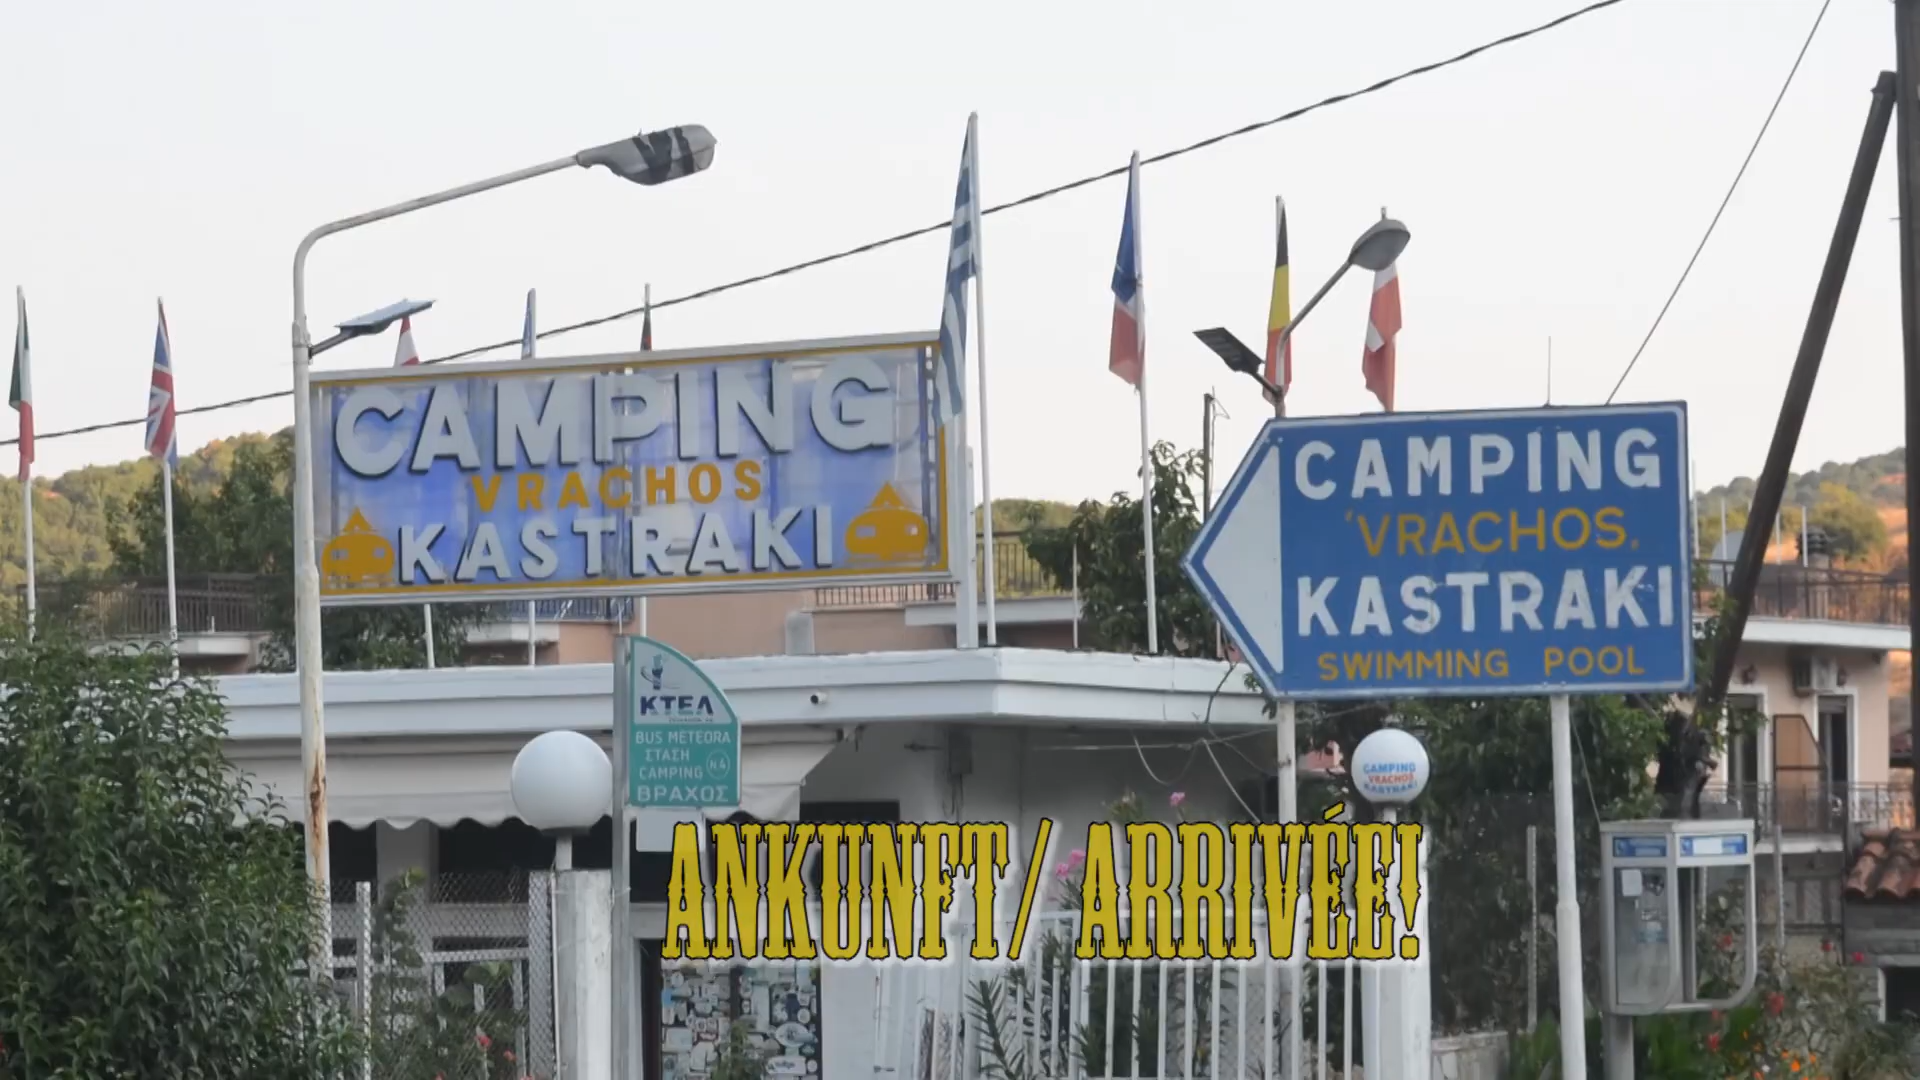 CAMPING
VRACHOS
KASTRAKI
CAMPING
'VRACHOS,
KASTRAKI
SWIMMING POOL
ΚΤΕΛ
BUS METEORA
ΣΤΑΣΗ
CAMPING N4
ΒΡΑΧΟΣ
CAMPING
VRACHOS
KASTRAKI
ANKUNFT/ ARRIVÉE!